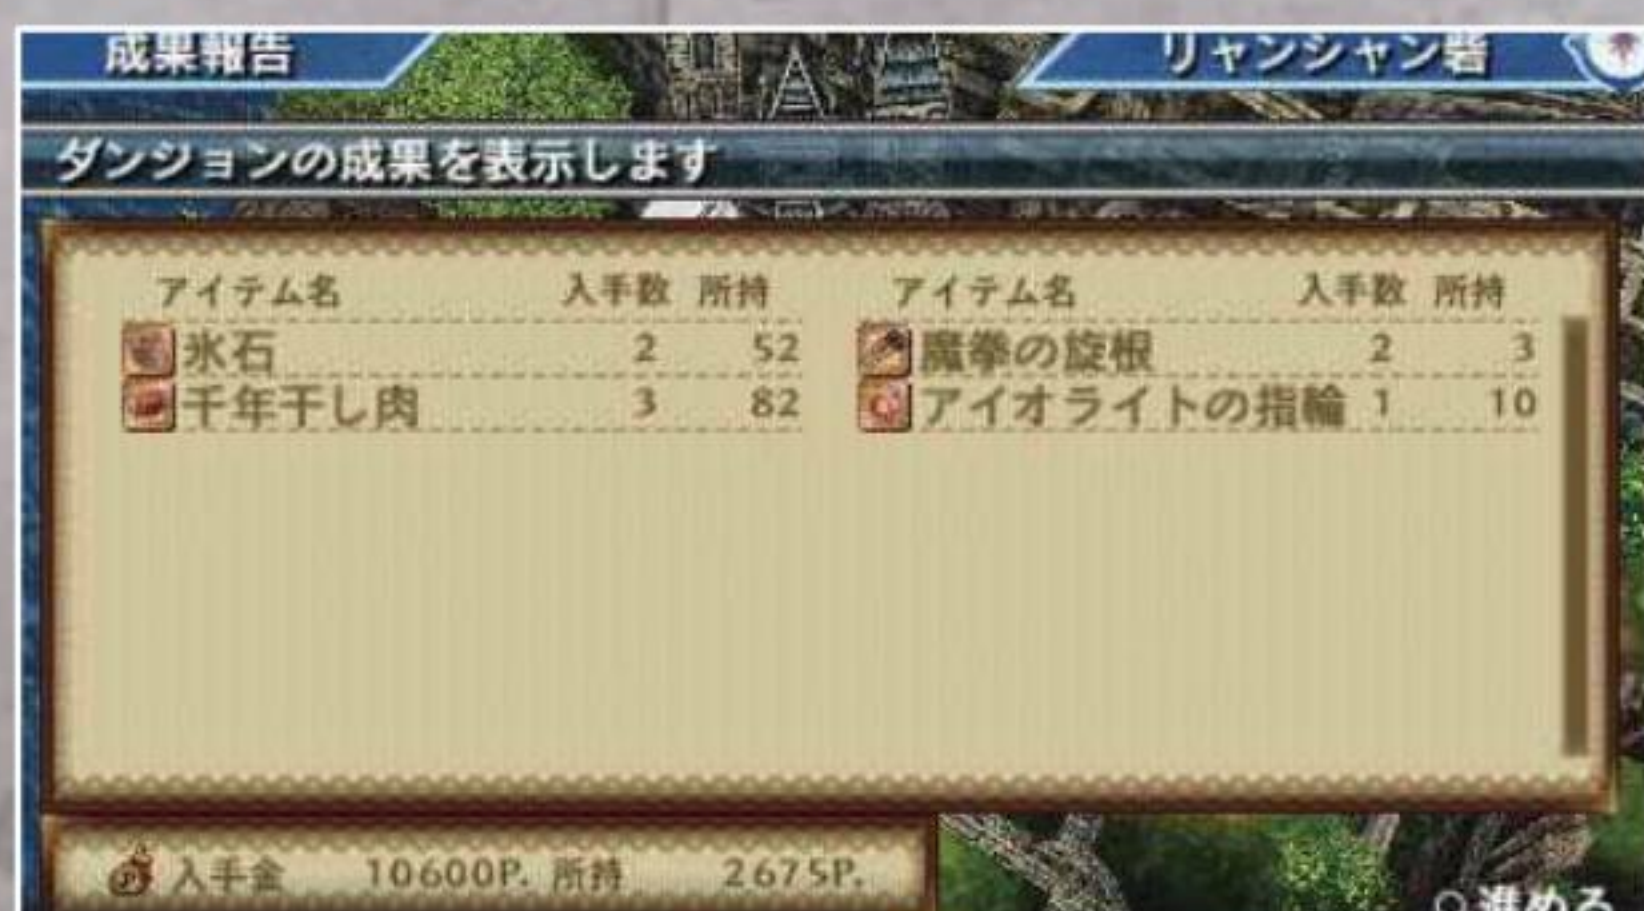 成果報告
リャンシャン砦
ダンジョンの成果を表示します
アイテム名 入手数 所持 アイテム名 入手数 所持
氷石 2 52 魔拳の旋根 2 3
千年干し肉 3 82 アイオライトの指輪 1 10
入手金 10600P. 所持 2675P.
○進める